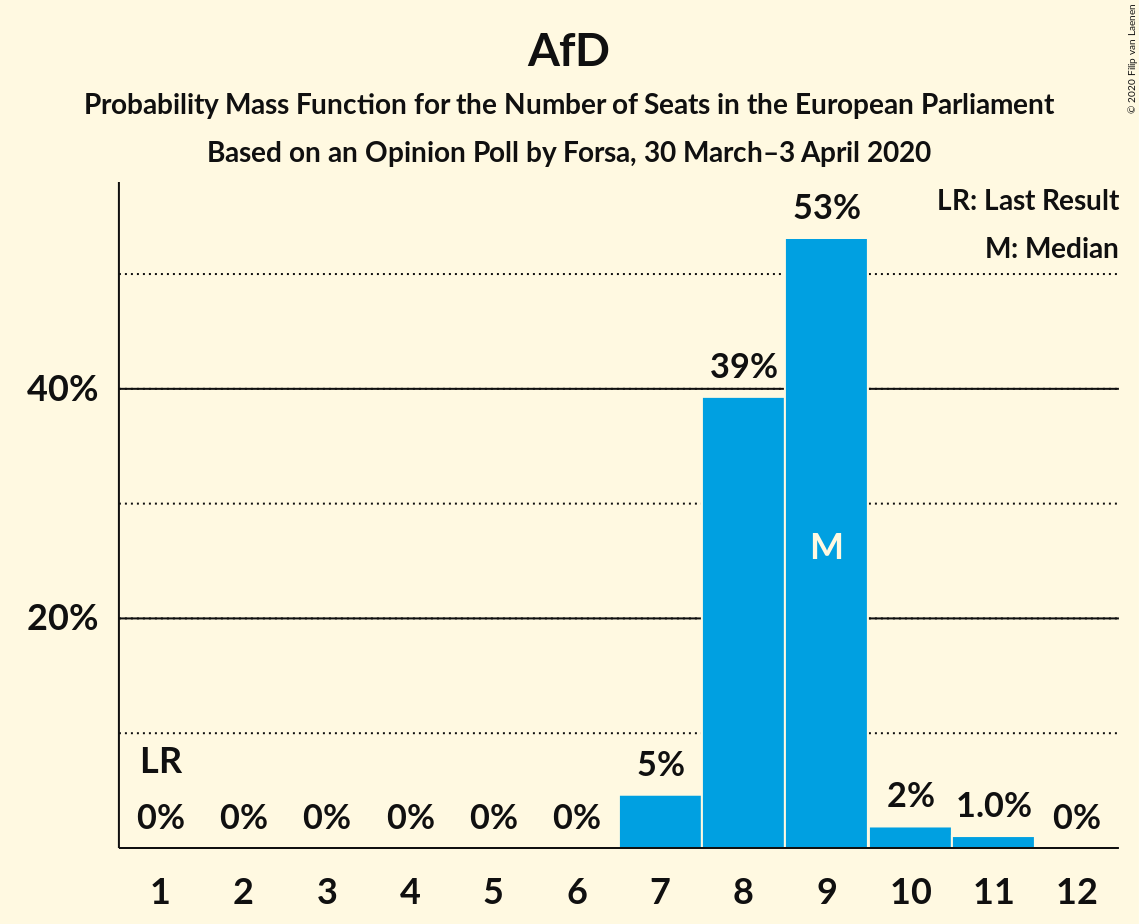 AfD
Probability Mass Function for the Number of Seats in the European Parliament
Based on an Opinion Poll by Forsa, 30 March–3 April 2020
© 2020 Filip van Laenen
LR: Last Result
M: Median
53%
39%
40%
M
20%
LR
5%
2%
1.0%
0% 0% 0% 0% 0% 0% 0%
1 2 3 4 5 6 7 8 9 10 11 12